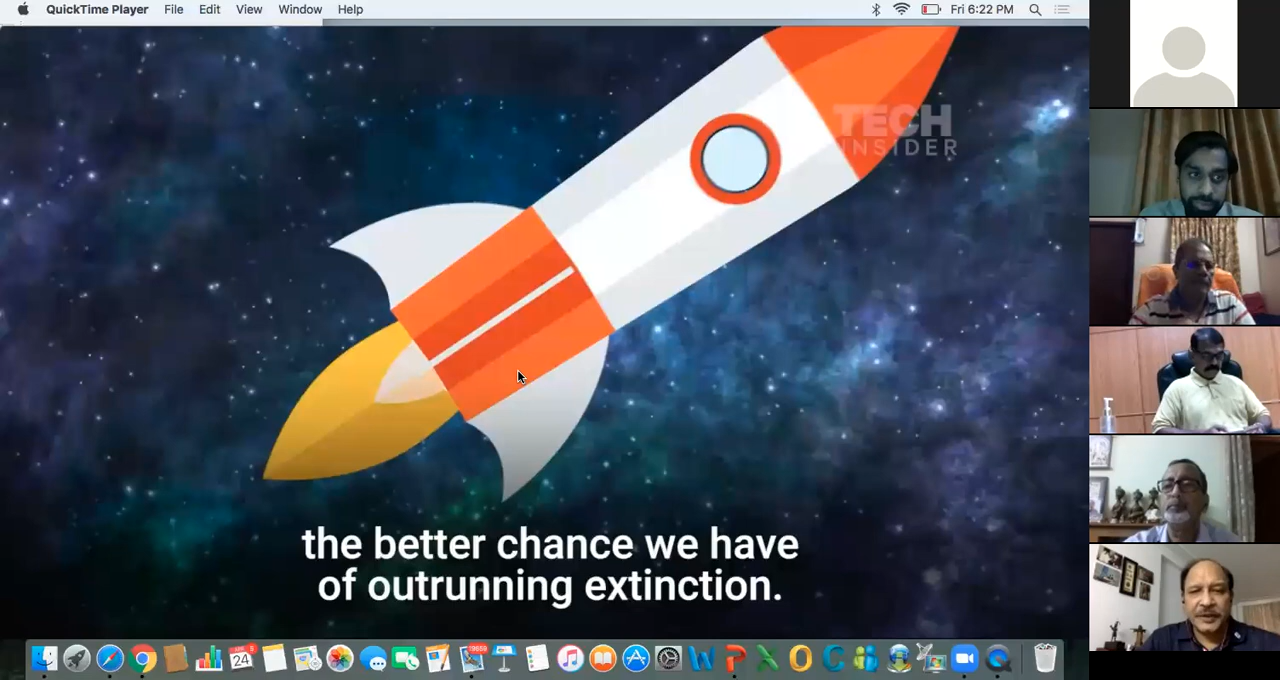 QuickTime Player File Edit View Window Help Fri 6:22 PM
TECH
INSIDER
the better chance we have
of outrunning extinction.